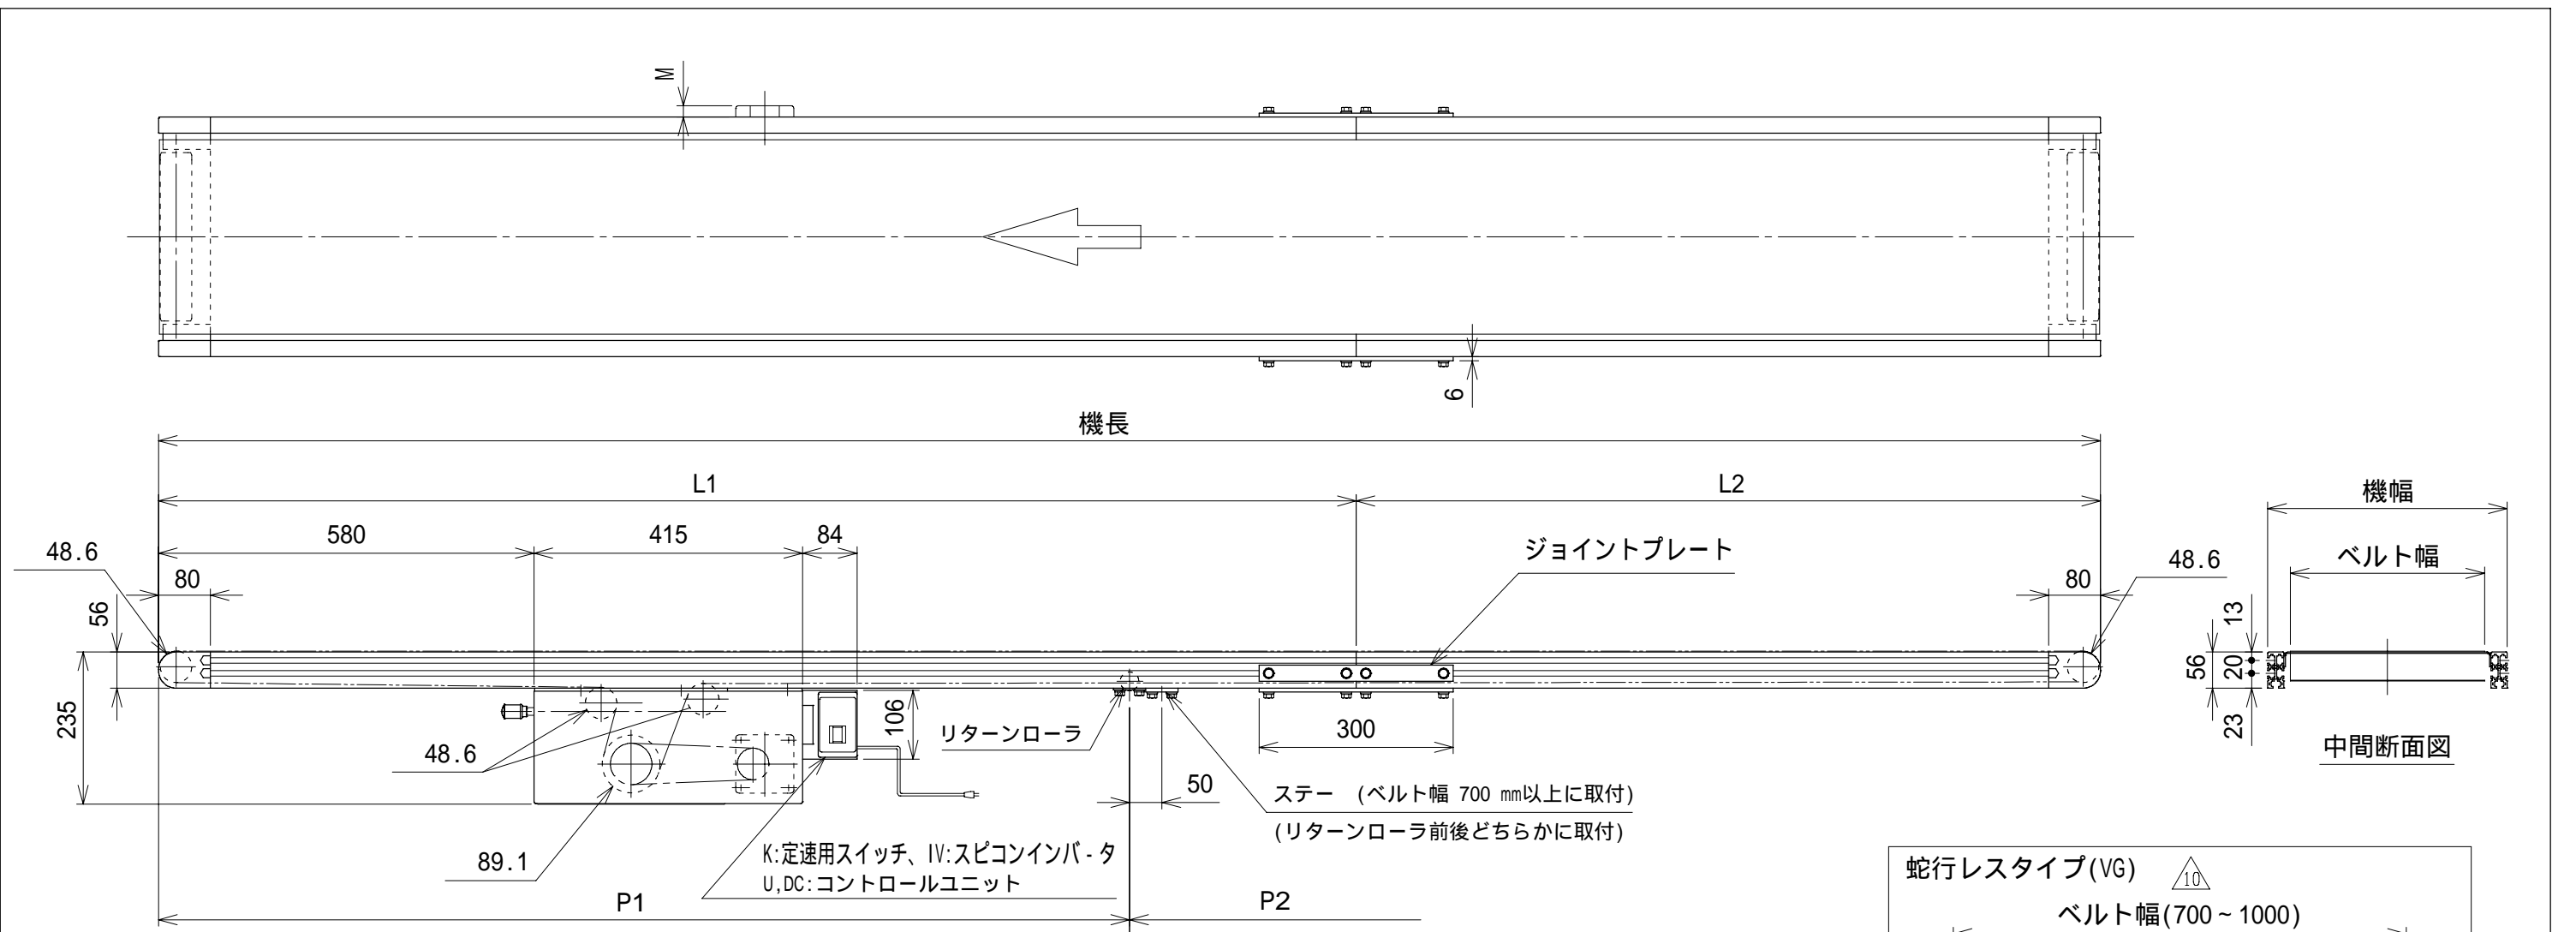 M
6
機長
L1
L2
機幅
580
415
84
ジョイントプレート
ベルト幅
48.6
80
48.6
80
56
235
13
56
20
23
106
リターンローラ
300
中間断面図
48.6
50
ステー (ベルト幅 700 mm以上に取付)
(リターンローラ前後どちらかに取付)
89.1
K:定速用スイッチ、IV:スピコンインバ-タ
U,DC:コントロールユニット
P1
P2
蛇行レスタイプ(VG)
10
ベルト幅(700~1000)